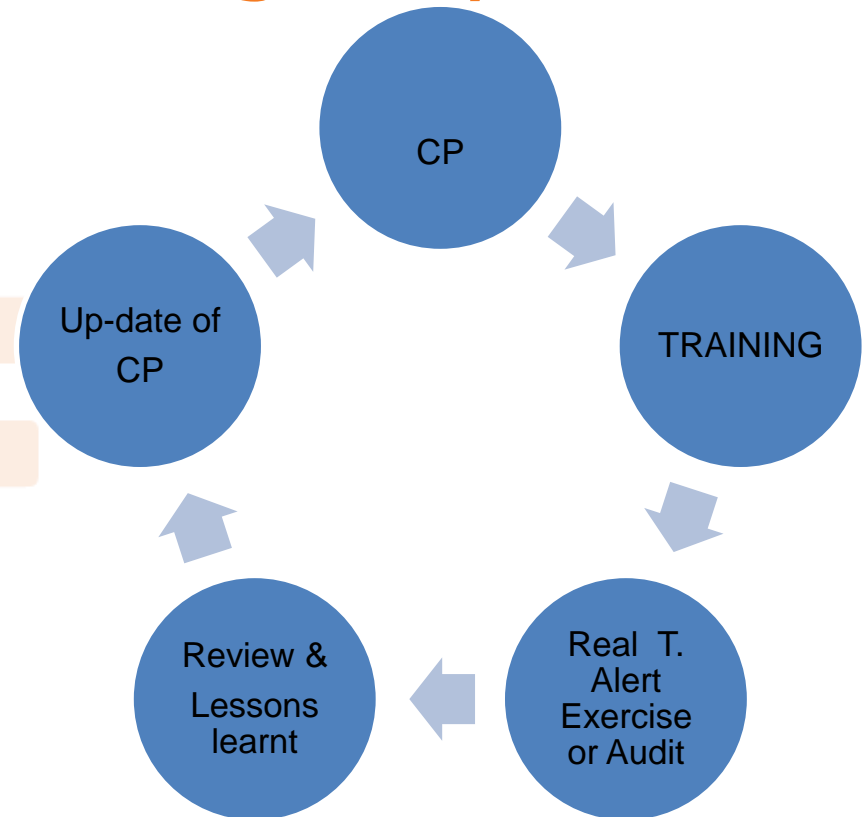 CP
TRAINING
Real T.
Alert
Exercise
or Audit
Review &
Lessons
learnt
Up-date of
CP